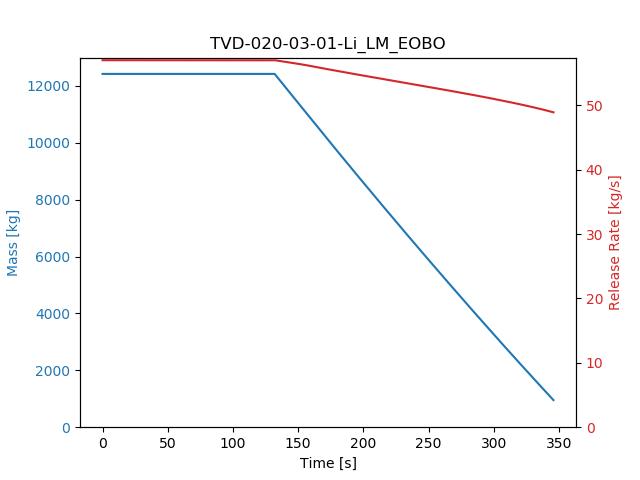 TVD-020-03-01-Li_LM_EOBO
12000
10000
8000
6000
4000
2000
0
Mass [kg]
50
40
30
20
10
0
Release Rate [kg/s]
0 50 100 150 200 250 300 350
Time [s]